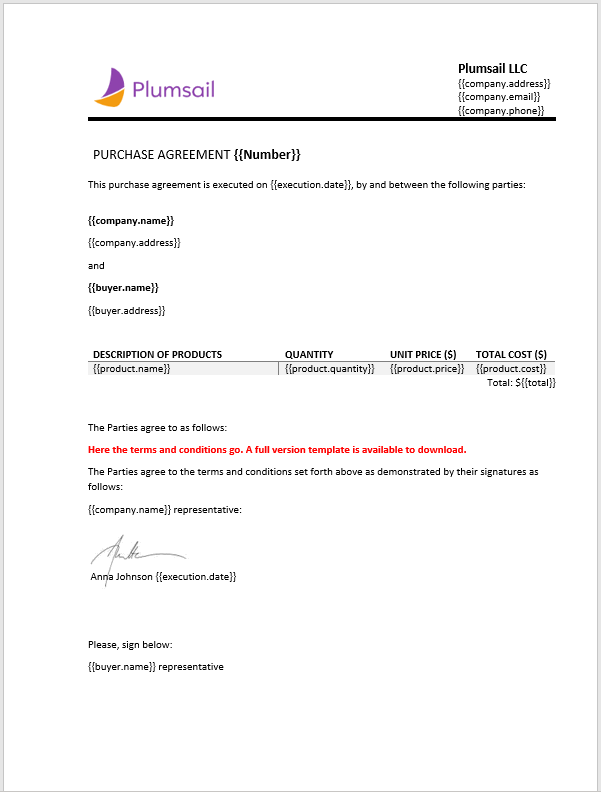 Plumsail
Plumsail LLC
{{company.address}}
{{company.email}}
{{company.phone}}
PURCHASE AGREEMENT {{Number}}
This purchase agreement is executed on {{execution.date}}, by and between the following parties:
{{company.name}}
{{company.address}}
and
{{buyer.name}}
{{buyer.address}}
DESCRIPTION OF PRODUCTS QUANTITY UNIT PRICE ($) TOTAL COST ($)
{{product.name}} {{product.quantity}} {{product.price}} {{product.cost}}
Total: ${{total}}
The Parties agree to as follows:
Here the terms and conditions go. A full version template is available to download.
The Parties agree to the terms and conditions set forth above as demonstrated by their signatures as
follows:
{{company.name}} representative:
Anna Johnson {{execution.date}}
Please, sign below:
{{buyer.name}} representative